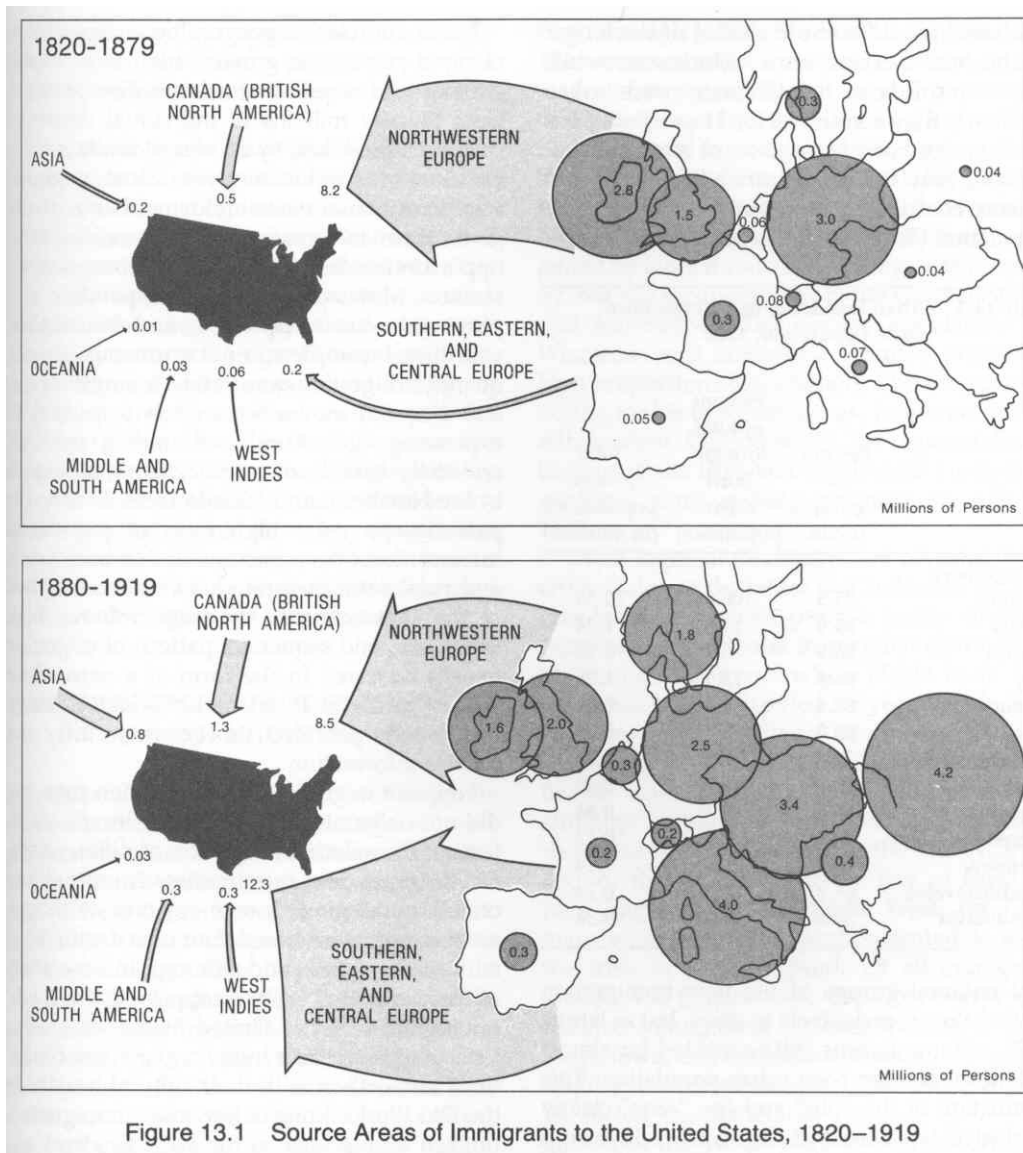 1820-1879
CANADA (BRITISH
NORTH AMERICA)
ASIA
0.2
0.5
NORTHWESTERN
EUROPE
8.2
0.01
OCEANIA
0.03
0.06
0.2
SOUTHERN, EASTERN,
AND
CENTRAL EUROPE
MIDDLE AND
SOUTH AMERICA
WEST
INDIES
0.3
2.8
1.5
0.06
3.0
0.04
0.04
0.08
0.3
0.07
0.05
Millions of Persons
1880-1919
CANADA (BRITISH
NORTH AMERICA)
ASIA
0.8
1.3
NORTHWESTERN
EUROPE
8.5
0.03
OCEANIA
0.3
0.3
12.3
SOUTHERN,
EASTERN,
AND
CENTRAL EUROPE
MIDDLE AND
SOUTH AMERICA
WEST
INDIES
1.8
1.6
2.0
0.3
2.5
4.2
3.4
0.2
0.2
0.4
4.0
0.3
Millions of Persons
Figure 13.1 Source Areas of Immigrants to the United States, 1820–1919